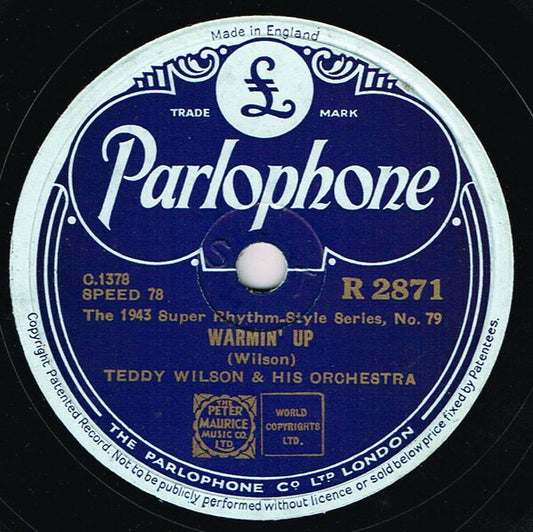 Made in England
£
TRADE MARK
Parlophone
C.1378
SPEED 78
R 2871
The 1943 Super Rhythm-Style Series, No. 79
WARMIN' UP
(Wilson)
TEDDY WILSON & HIS ORCHESTRA
THE
PETER
MAURICE
MUSIC CO.
LTD
WORLD
COPYRIGHTS
LTD.
THE PARLOPHONE CO LTD LONDON
Copyright Patented Record. Not to be publicly performed without licence or sold below price fixed by Patentees.